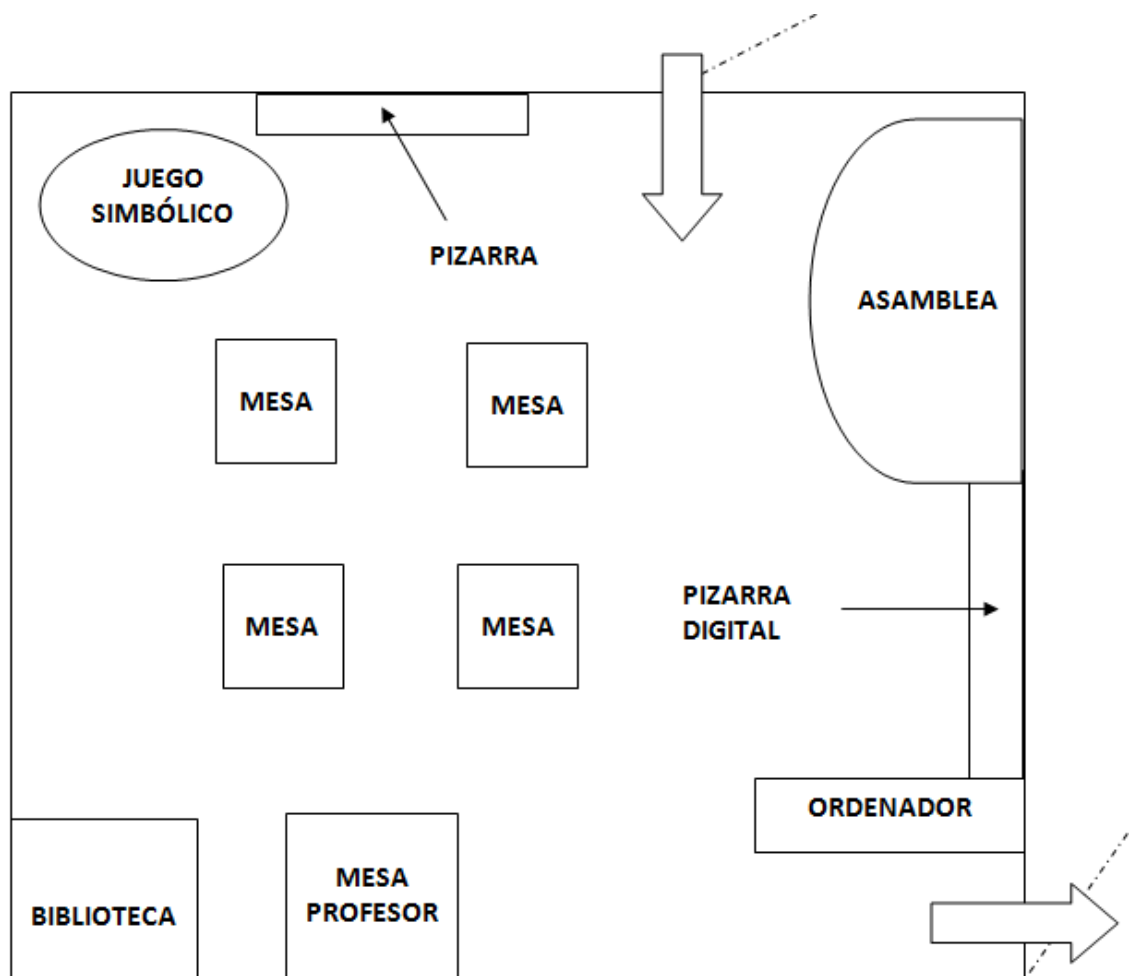 JUEGO
SIMBÓLICO
PIZARRA
ASAMBLEA
MESA
MESA
MESA
MESA
PIZARRA
DIGITAL
ORDENADOR
BIBLIOTECA
MESA
PROFESOR